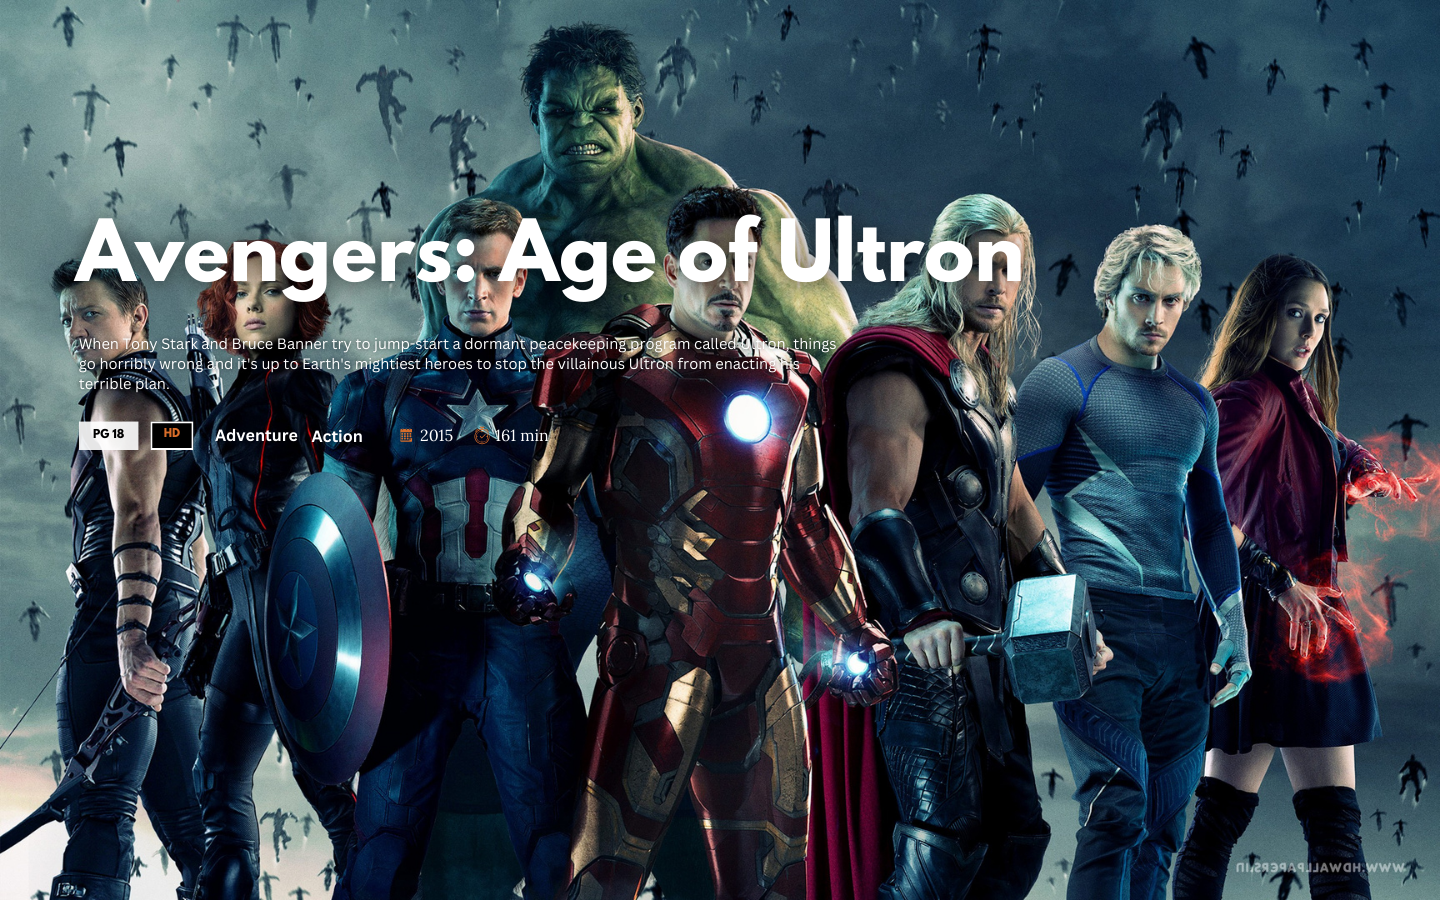 Avengers: Age of Ultron
When Tony Stark and Bruce Banner try to jump-start a dormant peacekeeping program called Ultron, things
go horribly wrong and it's up to Earth's mightiest heroes to stop the villainous Ultron from enacting his
terrible plan.
PG 18 HD Adventure Action 2015 161 min
WWW.HDWALLPAPERS.IN